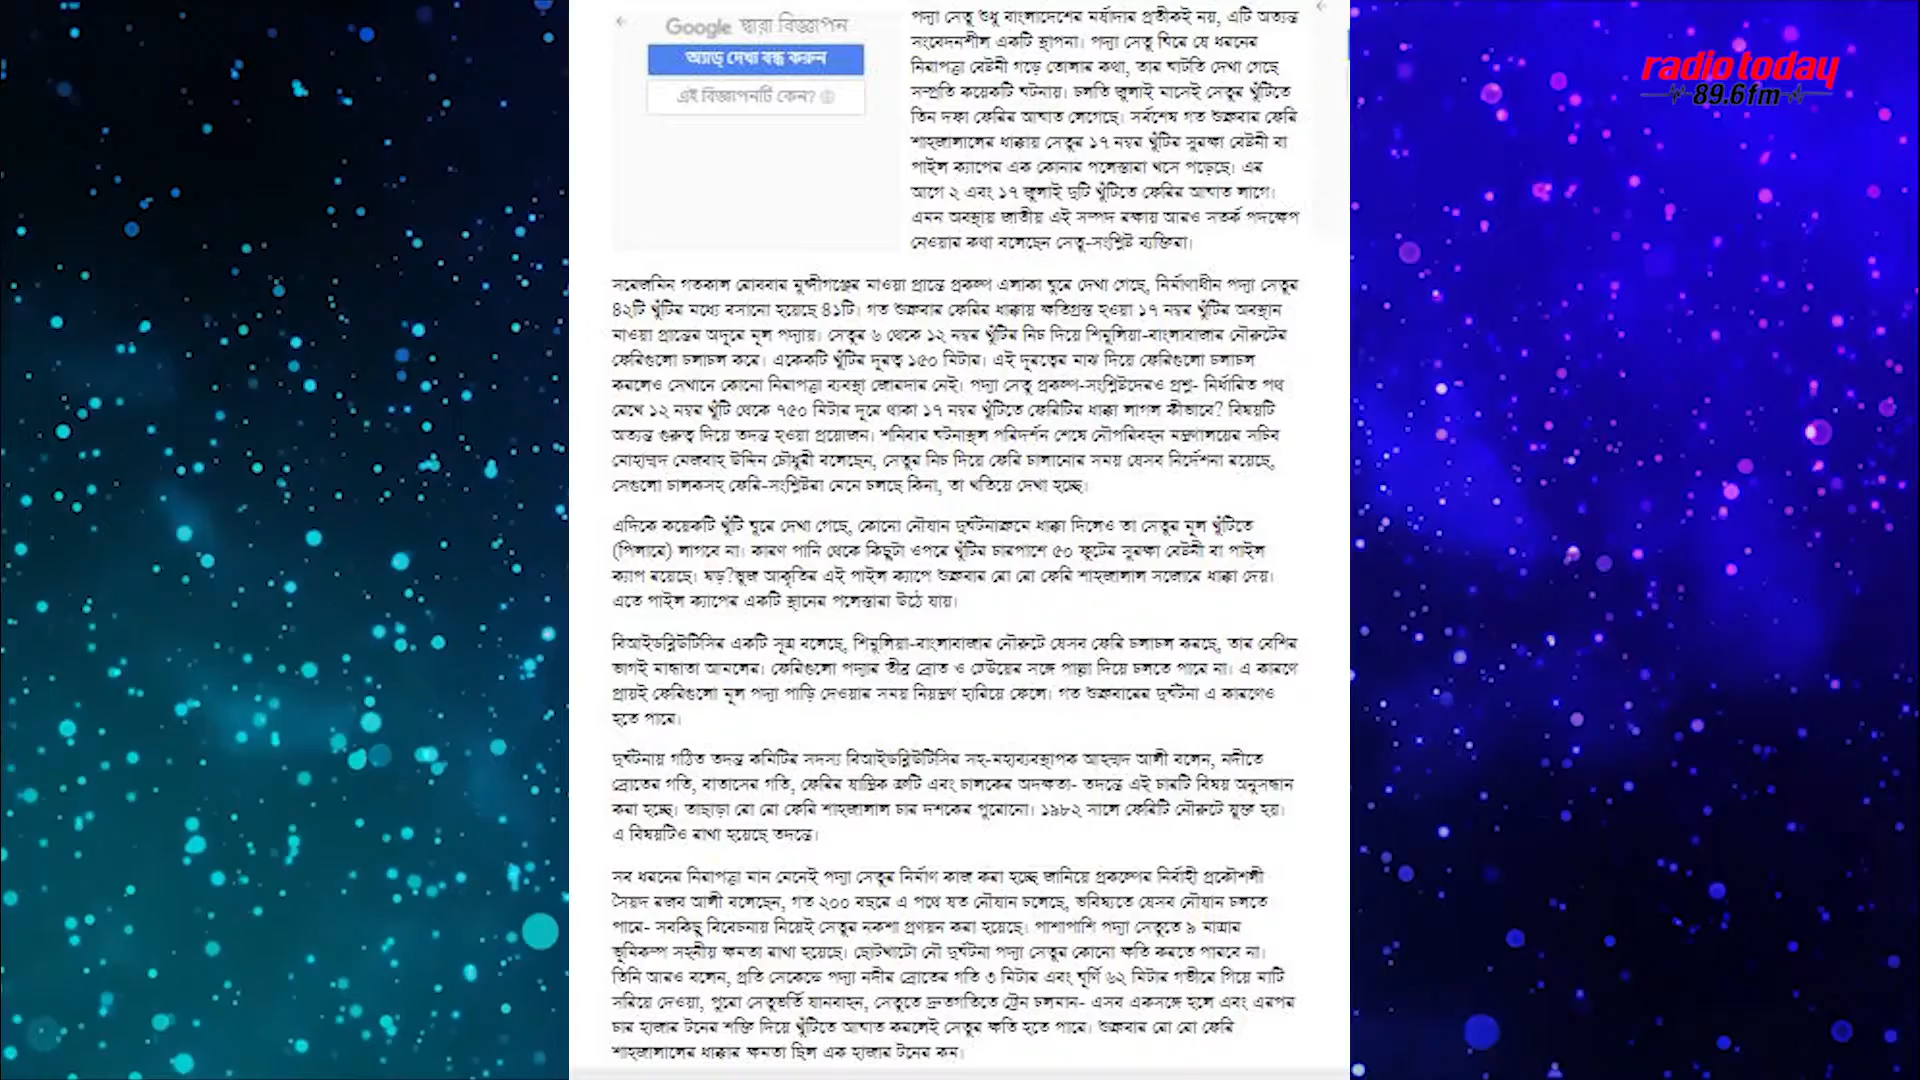 Google দ্বারা বিজ্ঞাপন
অ্যাড্ দেখা বন্ধ করুন
এই বিজ্ঞাপনটি কেন?
radio today
89.6 fm
পদ্মা সেতু শুধু বাংলাদেশের মর্যাদার প্রতীকই নয়, এটি অত্যন্ত
সংবেদনশীল একটি স্থাপনা। পদ্মা সেতু ঘিরে যে ধরনের
নিরাপত্তা বেষ্টনী গড়ে তোলার কথা, তার ঘাটতি দেখা গেছে
সম্প্রতি কয়েকটি ঘটনায়। চলতি জুলাই মাসেই সেতুর খুঁটিতে
তিন দফা ফেরির আঘাত লেগেছে। সর্বশেষ গত শুক্রবার ফেরি
শাহজালালের ধাক্কায় সেতুর ১৭ নম্বর খুঁটির সুরক্ষা বেষ্টনী বা
পাইল ক্যাপের এক কোনার পলেস্তারা খসে পড়েছে। এর
আগে ২ এবং ১৭ জুলাই দুটি খুঁটিতে ফেরির আঘাত লাগে।
এমন অবস্থায় জাতীয় এই সম্পদ রক্ষায় আরও সতর্ক পদক্ষেপ
নেওয়ার কথা বলেছেন সেতু-সংশ্লিষ্ট ব্যক্তিরা।
সরেজমিন গতকাল রোববার মুন্সীগঞ্জের মাওয়া প্রান্তে প্রকল্প এলাকা ঘুরে দেখা গেছে, নির্মাণাধীন পদ্মা সেতুর
৪২টি খুঁটির মধ্যে বসানো হয়েছে ৪১টি। গত শুক্রবার ফেরির ধাক্কায় ক্ষতিগ্রস্ত হওয়া ১৭ নম্বর খুঁটির অবস্থান
মাওয়া প্রান্তের অদূরে মূল পদ্মায়। সেতুর ৬ থেকে ১২ নম্বর খুঁটির নিচ দিয়ে শিমুলিয়া-বাংলাবাজার নৌরুটের
ফেরিগুলো চলাচল করে। একেকটি খুঁটির দূরত্ব ১৫০ মিটার। এই দূরত্বের মাঝ দিয়ে ফেরিগুলো চলাচল
করলেও সেখানে কোনো নিরাপত্তা ব্যবস্থা জোরদার নেই। পদ্মা সেতু প্রকল্প-সংশ্লিষ্টদেরও প্রশ্ন- নির্ধারিত পথ
রেখে ১২ নম্বর খুঁটি থেকে ৭৫০ মিটার দূরে থাকা ১৭ নম্বর খুঁটিতে ফেরিটির ধাক্কা লাগল কীভাবে? বিষয়টি
অত্যন্ত গুরুত্ব দিয়ে তদন্ত হওয়া প্রয়োজন। শনিবার ঘটনাস্থল পরিদর্শন শেষে নৌপরিবহন মন্ত্রণালয়ের সচিব
মোহাম্মদ মেজবাহ উদ্দিন চৌধুরী বলেছেন, সেতুর নিচ দিয়ে ফেরি চালানোর সময় যেসব নির্দেশনা রয়েছে,
সেগুলো চালকসহ ফেরি-সংশ্লিষ্টরা মেনে চলছে কিনা, তা খতিয়ে দেখা হচ্ছে।
এদিকে কয়েকটি খুঁটি ঘুরে দেখা গেছে, কোনো নৌযান দুর্ঘটনাক্রমে ধাক্কা দিলেও তা সেতুর মূল খুঁটিতে
(পিলারে) লাগবে না। কারণ পানি থেকে কিছুটা ওপরে খুঁটির চারপাশে ৫০ ফুটের সুরক্ষা বেষ্টনী বা পাইল
ক্যাপ রয়েছে। ষড়?ভুজ আকৃতির এই পাইল ক্যাপে শুক্রবার রো রো ফেরি শাহজালাল সজোরে ধাক্কা দেয়।
এতে পাইল ক্যাপের একটি স্থানের পলেস্তারা উঠে যায়।
বিআইডব্লিউটিসির একটি সূত্র বলেছে, শিমুলিয়া-বাংলাবাজার নৌরুটে যেসব ফেরি চলাচল করছে, তার বেশির
ভাগই মান্ধাতা আমলের। ফেরিগুলো পদ্মার তীব্র স্রোত ও ঢেউয়ের সঙ্গে পাল্লা দিয়ে চলতে পারে না। এ কারণে
প্রায়ই ফেরিগুলো মূল পদ্মা পাড়ি দেওয়ার সময় নিয়ন্ত্রণ হারিয়ে ফেলে। গত শুক্রবারের দুর্ঘটনা এ কারণেও
হতে পারে।
দুর্ঘটনায় গঠিত তদন্ত কমিটির সদস্য বিআইডব্লিউটিসির সহ-মহাব্যবস্থাপক আহম্মদ আলী বলেন, নদীতে
স্রোতের গতি, বাতাসের গতি, ফেরির যান্ত্রিক ত্রুটি এবং চালকের অদক্ষতা- তদন্তে এই চারটি বিষয় অনুসন্ধান
করা হচ্ছে। তাছাড়া রো রো ফেরি শাহজালাল চার দশকের পুরোনো। ১৯৮২ সালে ফেরিটি নৌরুটে যুক্ত হয়।
এ বিষয়টিও রাখা হয়েছে তদন্তে।
সব ধরনের নিরাপত্তা মান মেনেই পদ্মা সেতুর নির্মাণ কাজ করা হচ্ছে জানিয়ে প্রকল্পের নির্বাহী প্রকৌশলী
সৈয়দ রজব আলী বলেছেন, গত ২০০ বছরে এ পথে যত নৌযান চলেছে, ভবিষ্যতে যেসব নৌযান চলতে
পারে- সবকিছু বিবেচনায় নিয়েই সেতুর নকশা প্রণয়ন করা হয়েছে। পাশাপাশি পদ্মা সেতুতে ৯ মাত্রার
ভূমিকম্প সহনীয় ক্ষমতা রাখা হয়েছে। ছোটখাটো নৌ দুর্ঘটনা পদ্মা সেতুর কোনো ক্ষতি করতে পারবে না।
তিনি আরও বলেন, প্রতি সেকেন্ডে পদ্মা নদীর স্রোতের গতি ৩ মিটার এবং ঘূর্ণি ৬২ মিটার গভীরে গিয়ে মাটি
সরিয়ে দেওয়া, পুরো সেতুভর্তি যানবাহন, সেতুতে দ্রুতগতিতে ট্রেন চলমান- এসব একসঙ্গে হলে এবং এরপর
চার হাজার টনের শক্তি দিয়ে খুঁটিতে আঘাত করলেই সেতুর ক্ষতি হতে পারে। শুক্রবার রো রো ফেরি
শাহজালালের ধাক্কার ক্ষমতা ছিল এক হাজার টনের কম।